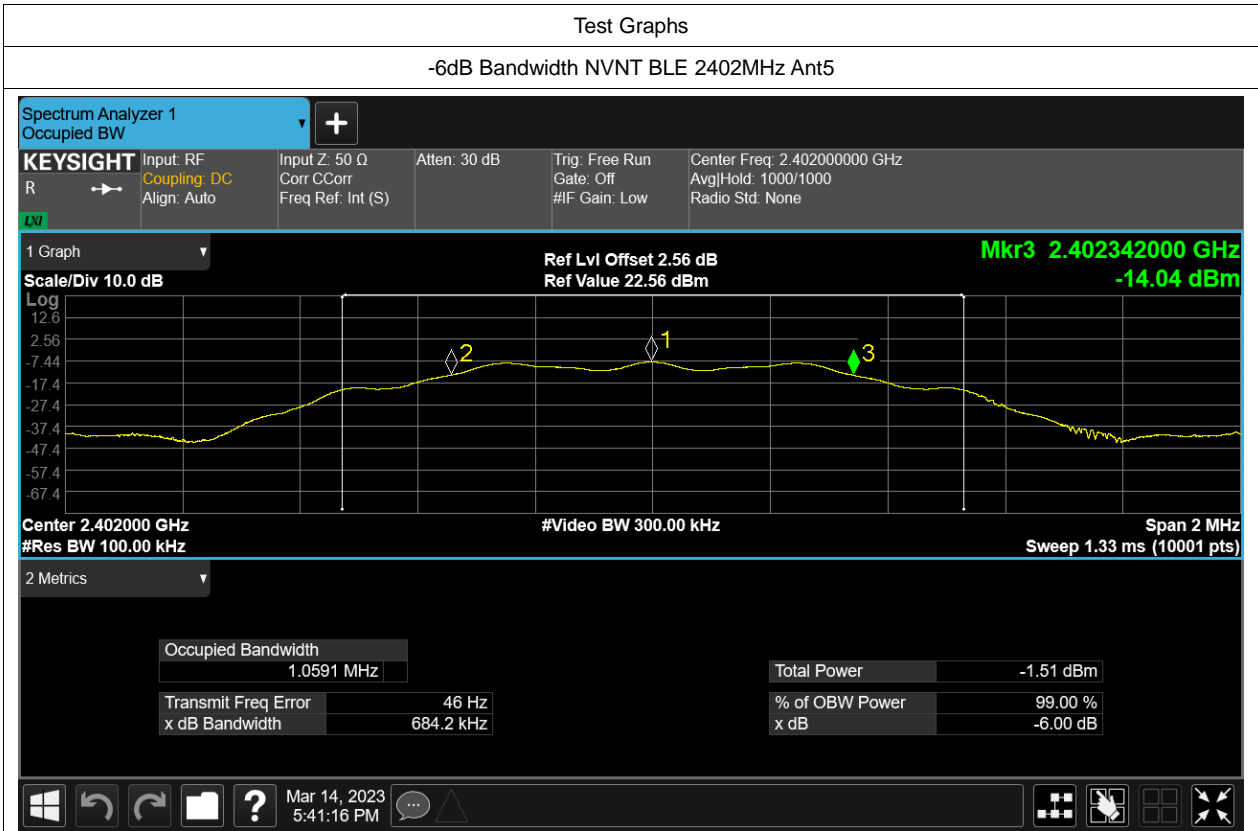 Test Graphs
-6dB Bandwidth NVNT BLE 2402MHz Ant5
Spectrum Analyzer 1
Occupied BW
KEYSIGHT
R
LXI
Input: RF
Coupling: DC
Align: Auto
Input Z: 50 Ω
Corr CCorr
Freq Ref: Int (S)
Atten: 30 dB
Trig: Free Run
Gate: Off
#IF Gain: Low
Center Freq: 2.402000000 GHz
Avg|Hold: 1000/1000
Radio Std: None
1 Graph
Scale/Div 10.0 dB
Ref Lvl Offset 2.56 dB
Ref Value 22.56 dBm
Mkr3 2.402342000 GHz
-14.04 dBm
Log
12.6
2.56
-7.44
-17.4
-27.4
-37.4
-47.4
-57.4
-67.4
2
1
3
Center 2.402000 GHz
#Res BW 100.00 kHz
#Video BW 300.00 kHz
Span 2 MHz
Sweep 1.33 ms (10001 pts)
2 Metrics
Occupied Bandwidth
1.0591 MHz
Transmit Freq Error 46 Hz
x dB Bandwidth 684.2 kHz
Total Power -1.51 dBm
% of OBW Power 99.00 %
x dB -6.00 dB
?
Mar 14, 2023
5:41:16 PM